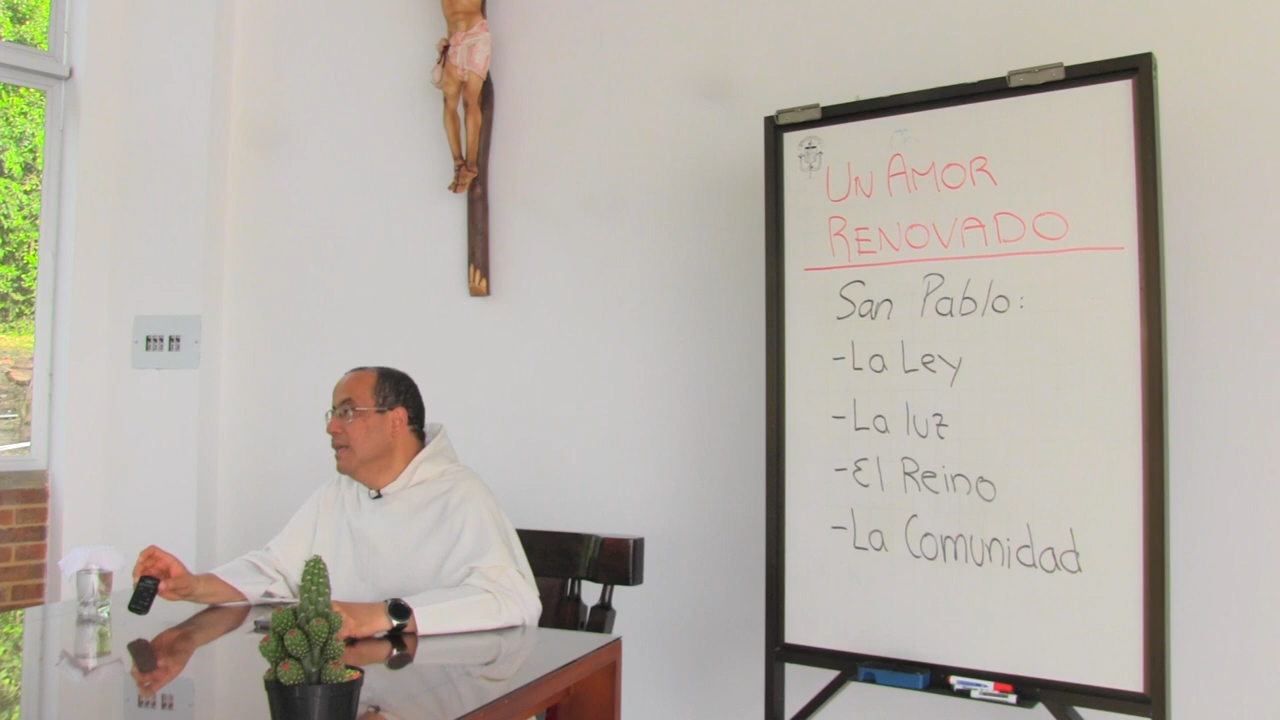 UN AMOR
RENOVADO
San Pablo:
-La Ley
-La luz
-El Reino
-La Comunidad